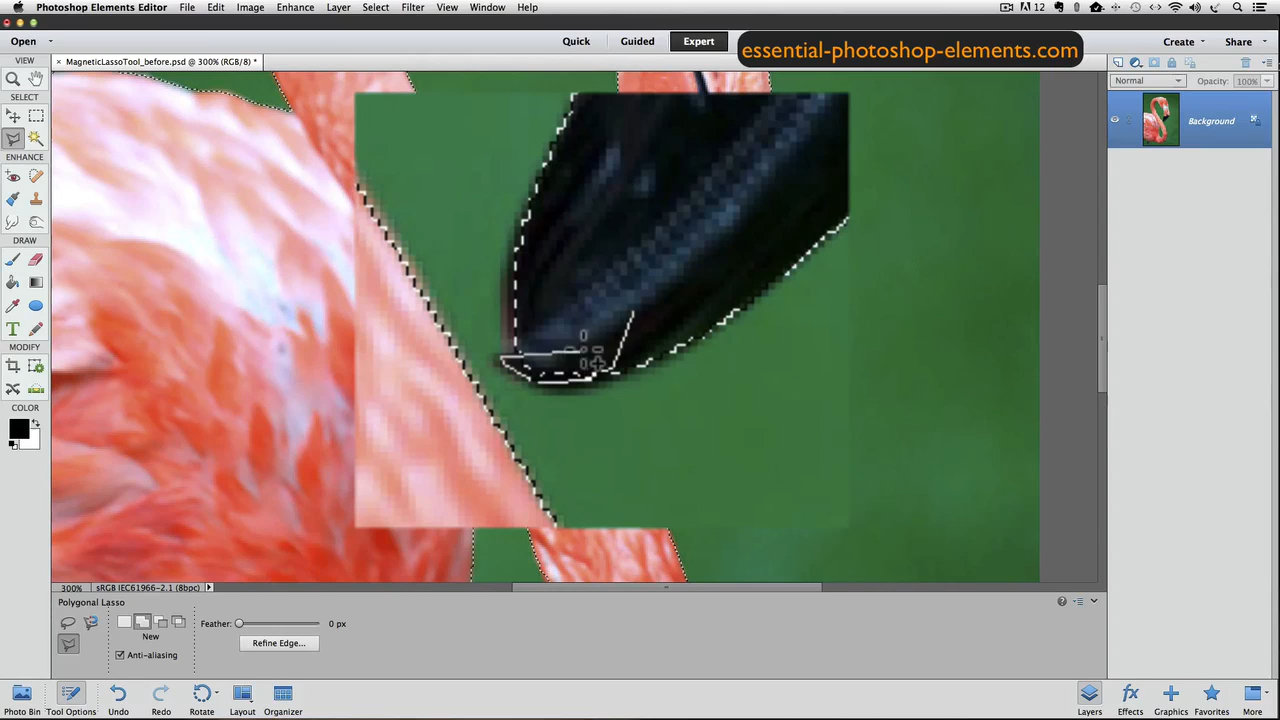 Photoshop Elements Editor File Edit Image Enhance Layer Select Filter View Window Help 12
Open Quick Guided Expert essential-photoshop-elements.com Create Share
VIEW × MagneticLassoTool_before.psd @ 300% (RGB/8) *
Normal Opacity: 100%
SELECT
Background
ENHANCE
DRAW
MODIFY
COLOR
300% sRGB IEC61966-2.1 (8bpc)
Polygonal Lasso
New
Feather: 0 px
Refine Edge...
Anti-aliasing
Photo Bin Tool Options Undo Redo Rotate Layout Organizer Layers Effects Graphics Favorites More